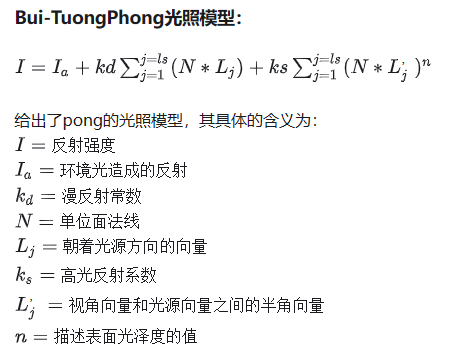 Bui-TuongPhong光照模型：
I = I_a + kd ∑_{j=1}^{j=ls} (N * L_j) + ks ∑_{j=1}^{j=ls} (N * L_j^,)^n
给出了pong的光照模型，其具体的含义为：
I = 反射强度
I_a = 环境光造成的反射
k_d = 漫反射常数
N = 单位面法线
L_j = 朝着光源方向的向量
k_s = 高光反射系数
L_j^, = 视角向量和光源向量之间的半角向量
n = 描述表面光泽度的值